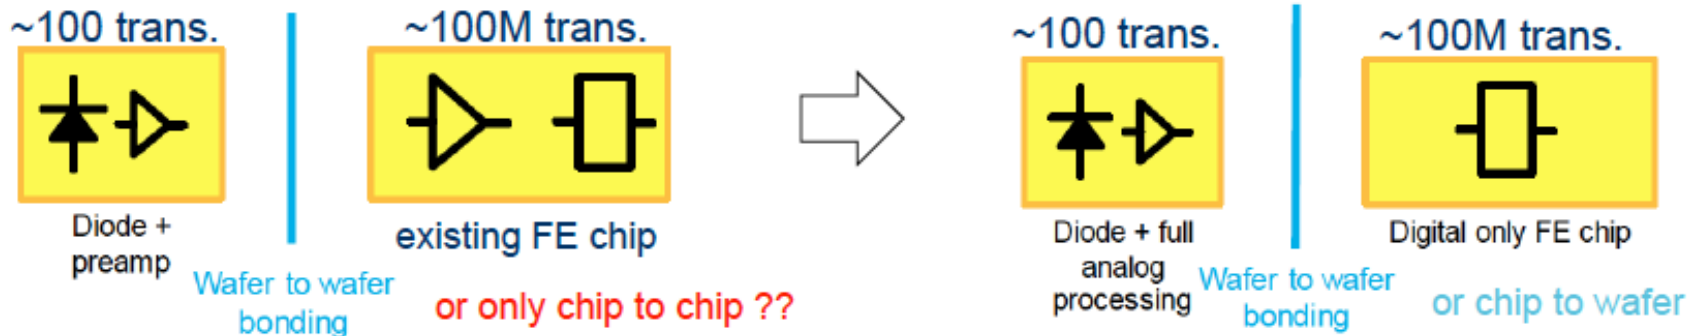 ~100 trans.
~100M trans.
Diode +
preamp
existing FE chip
Wafer to wafer
bonding
or only chip to chip ??
~100 trans.
~100M trans.
Diode + full
analog
processing
Digital only FE chip
Wafer to wafer
bonding
or chip to wafer